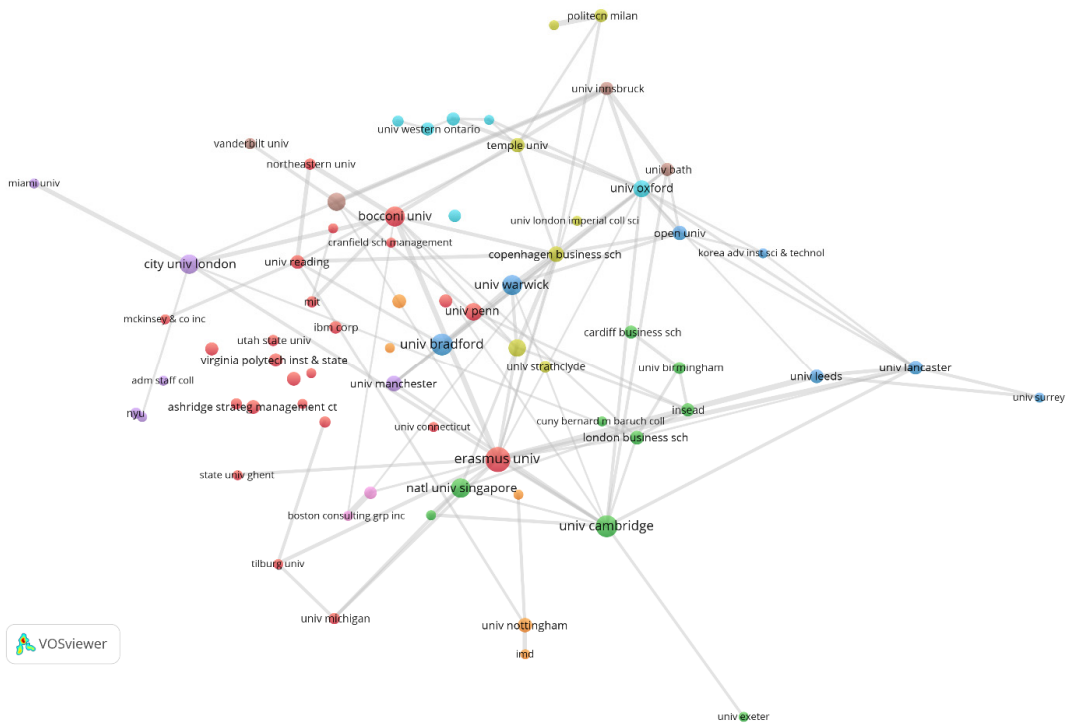 politecn milan
univ innsbruck
univ western ontario
vanderbilt univ
temple univ
northeastern univ
univ bath
miami univ
univ oxford
bocconi univ
univ london imperial coll sci
open univ
cranfield sch management
copenhagen business sch
korea adv inst sci & technol
city univ london
univ reading
univ warwick
mit
univ penn
mckinsey & co inc
ibm corp
cardiff business sch
utah state univ
univ bradford
virginia polytech inst & state
univ strathclyde
univ birmingham
univ lancaster
univ leeds
adm staff coll
univ manchester
univ surrey
ashridge strateg management ct
insead
nyu
cuny bernard m baruch coll
univ connecticut
london business sch
erasmus univ
state univ ghent
natl univ singapore
boston consulting grp inc
univ cambridge
tilburg univ
univ michigan
univ nottingham
VOSviewer
imd
univ exeter